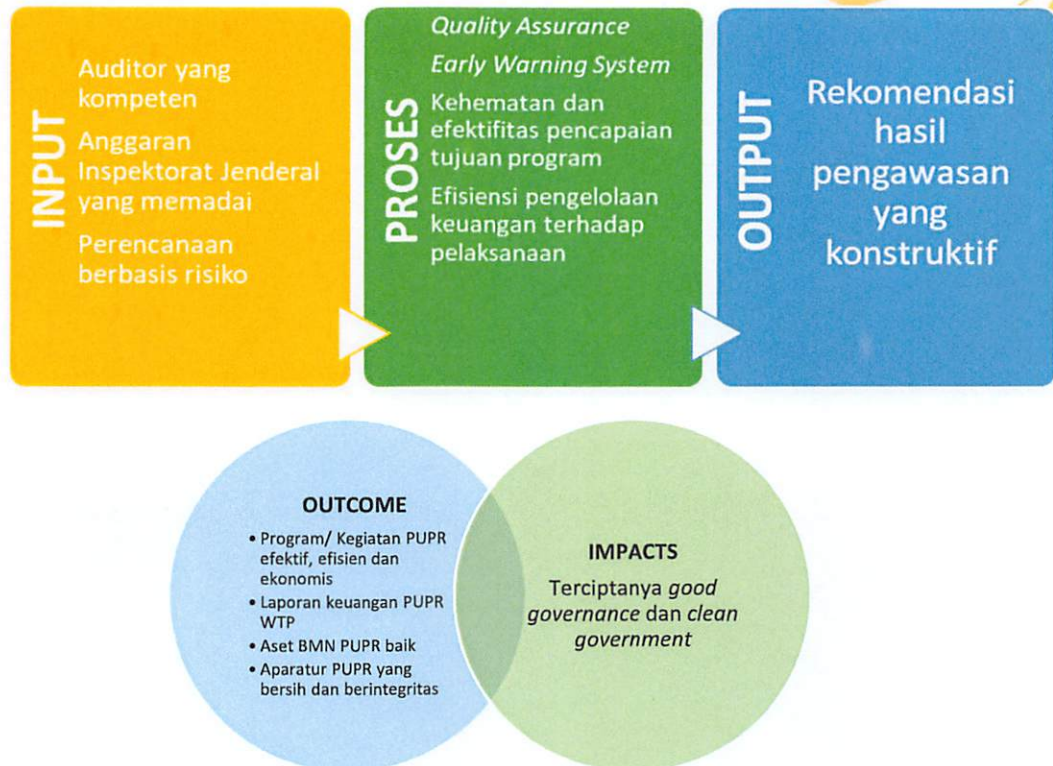 INPUT
Auditor yang
kompeten
Anggaran
Inspektorat Jenderal
yang memadai
Perencanaan
berbasis risiko
PROSES
Quality Assurance
Early Warning System
Kehematan dan
efektifitas pencapaian
tujuan program
Efisiensi pengelolaan
keuangan terhadap
pelaksanaan
OUTPUT
Rekomendasi
hasil
pengawasan
yang
konstruktif
OUTCOME
• Program/ Kegiatan PUPR
efektif, efisien dan
ekonomis
• Laporan keuangan PUPR
WTP
• Aset BMN PUPR baik
• Aparatur PUPR yang
bersih dan berintegritas
IMPACTS
Terciptanya good
governance dan clean
government